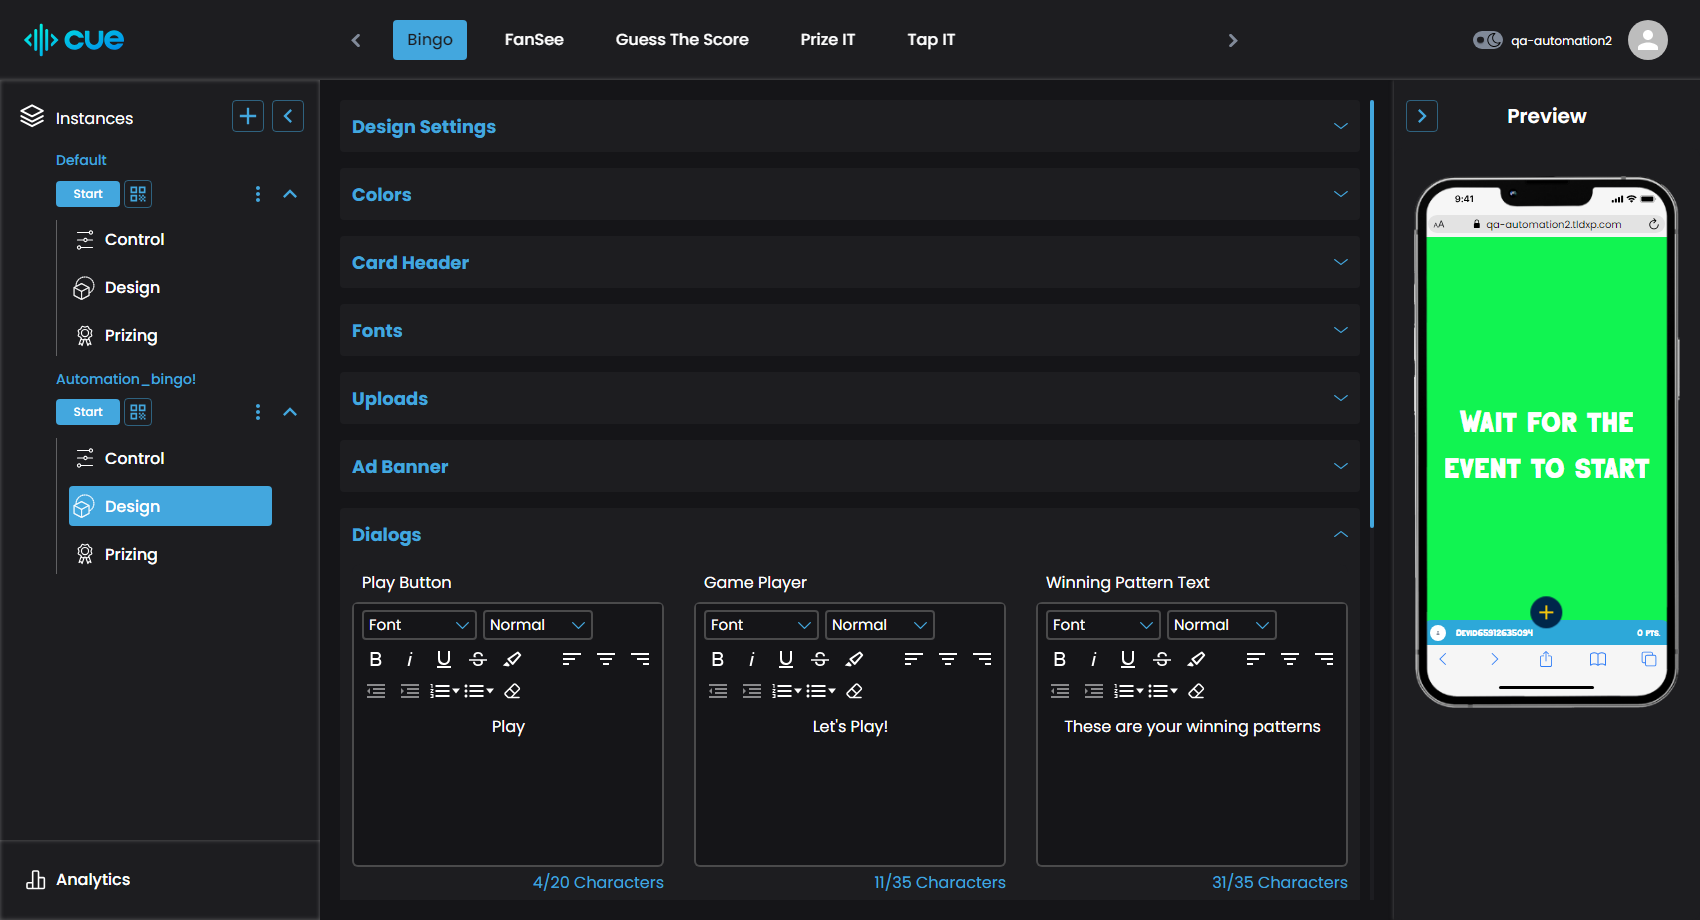 cue
Bingo
FanSee
Guess The Score
Prize IT
Tap IT
qa-automation2
Instances
Default
Start
Control
Design
Prizing
Automation_bingo!
Start
Control
Design
Prizing
Analytics
Design Settings
Colors
Card Header
Fonts
Uploads
Ad Banner
Dialogs
Play Button
Font
Normal
B i U S
Play
4/20 Characters
Game Player
Font
Normal
B i U S
Let's Play!
11/35 Characters
Winning Pattern Text
Font
Normal
B i U S
These are your winning patterns
31/35 Characters
Preview
9:41
AA
qa-automation2.tldxp.com
Wait for the
event to start
0 PTS.